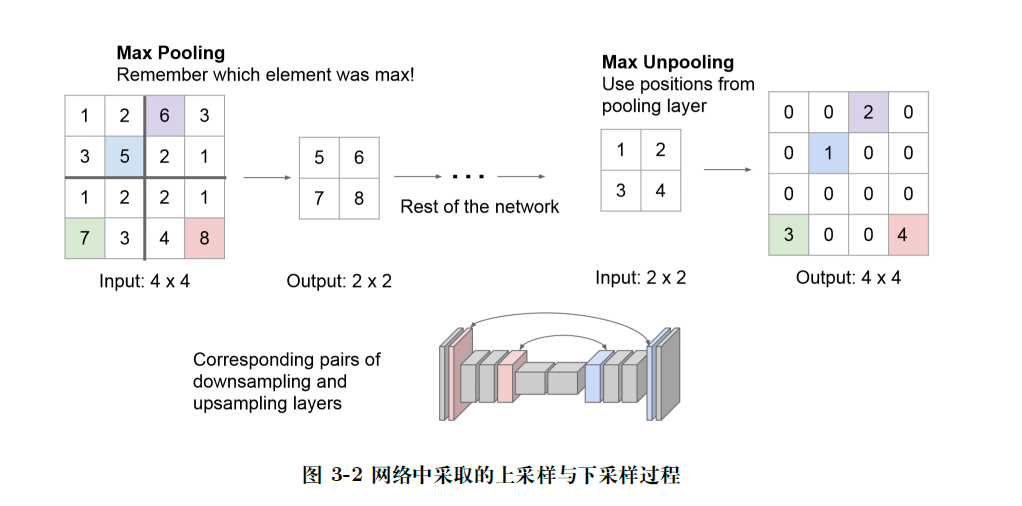 Max Pooling
Remember which element was max!
1 2 6 3
3 5 2 1
1 2 2 1
7 3 4 8
Input: 4 x 4
5 6
7 8
Output: 2 x 2
...
Rest of the network
Max Unpooling
Use positions from
pooling layer
1 2
3 4
Input: 2 x 2
0 0 2 0
0 1 0 0
0 0 0 0
3 0 0 4
Output: 4 x 4
Corresponding pairs of
downsampling and
upsampling layers
图 3-2 网络中采取的上采样与下采样过程